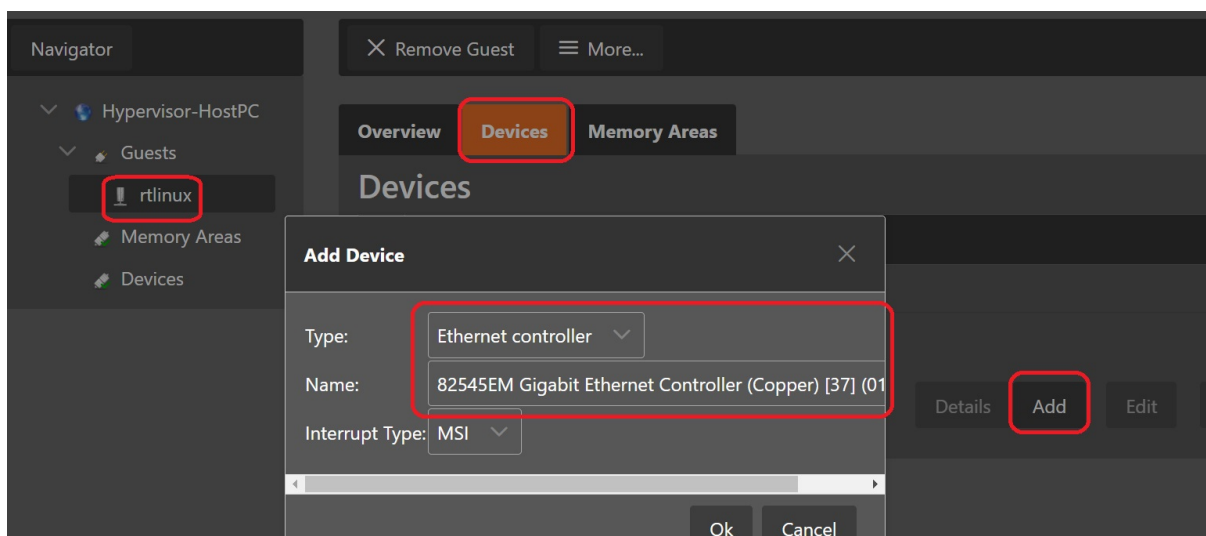 Navigator
Remove Guest
More...
Hypervisor-HostPC
Guests
rtlinux
Memory Areas
Devices
Overview
Devices
Memory Areas
Devices
Add Device
Type:
Ethernet controller
Name:
82545EM Gigabit Ethernet Controller (Copper) [37] (01
Interrupt Type:
MSI
Details
Add
Edit
Ok
Cancel